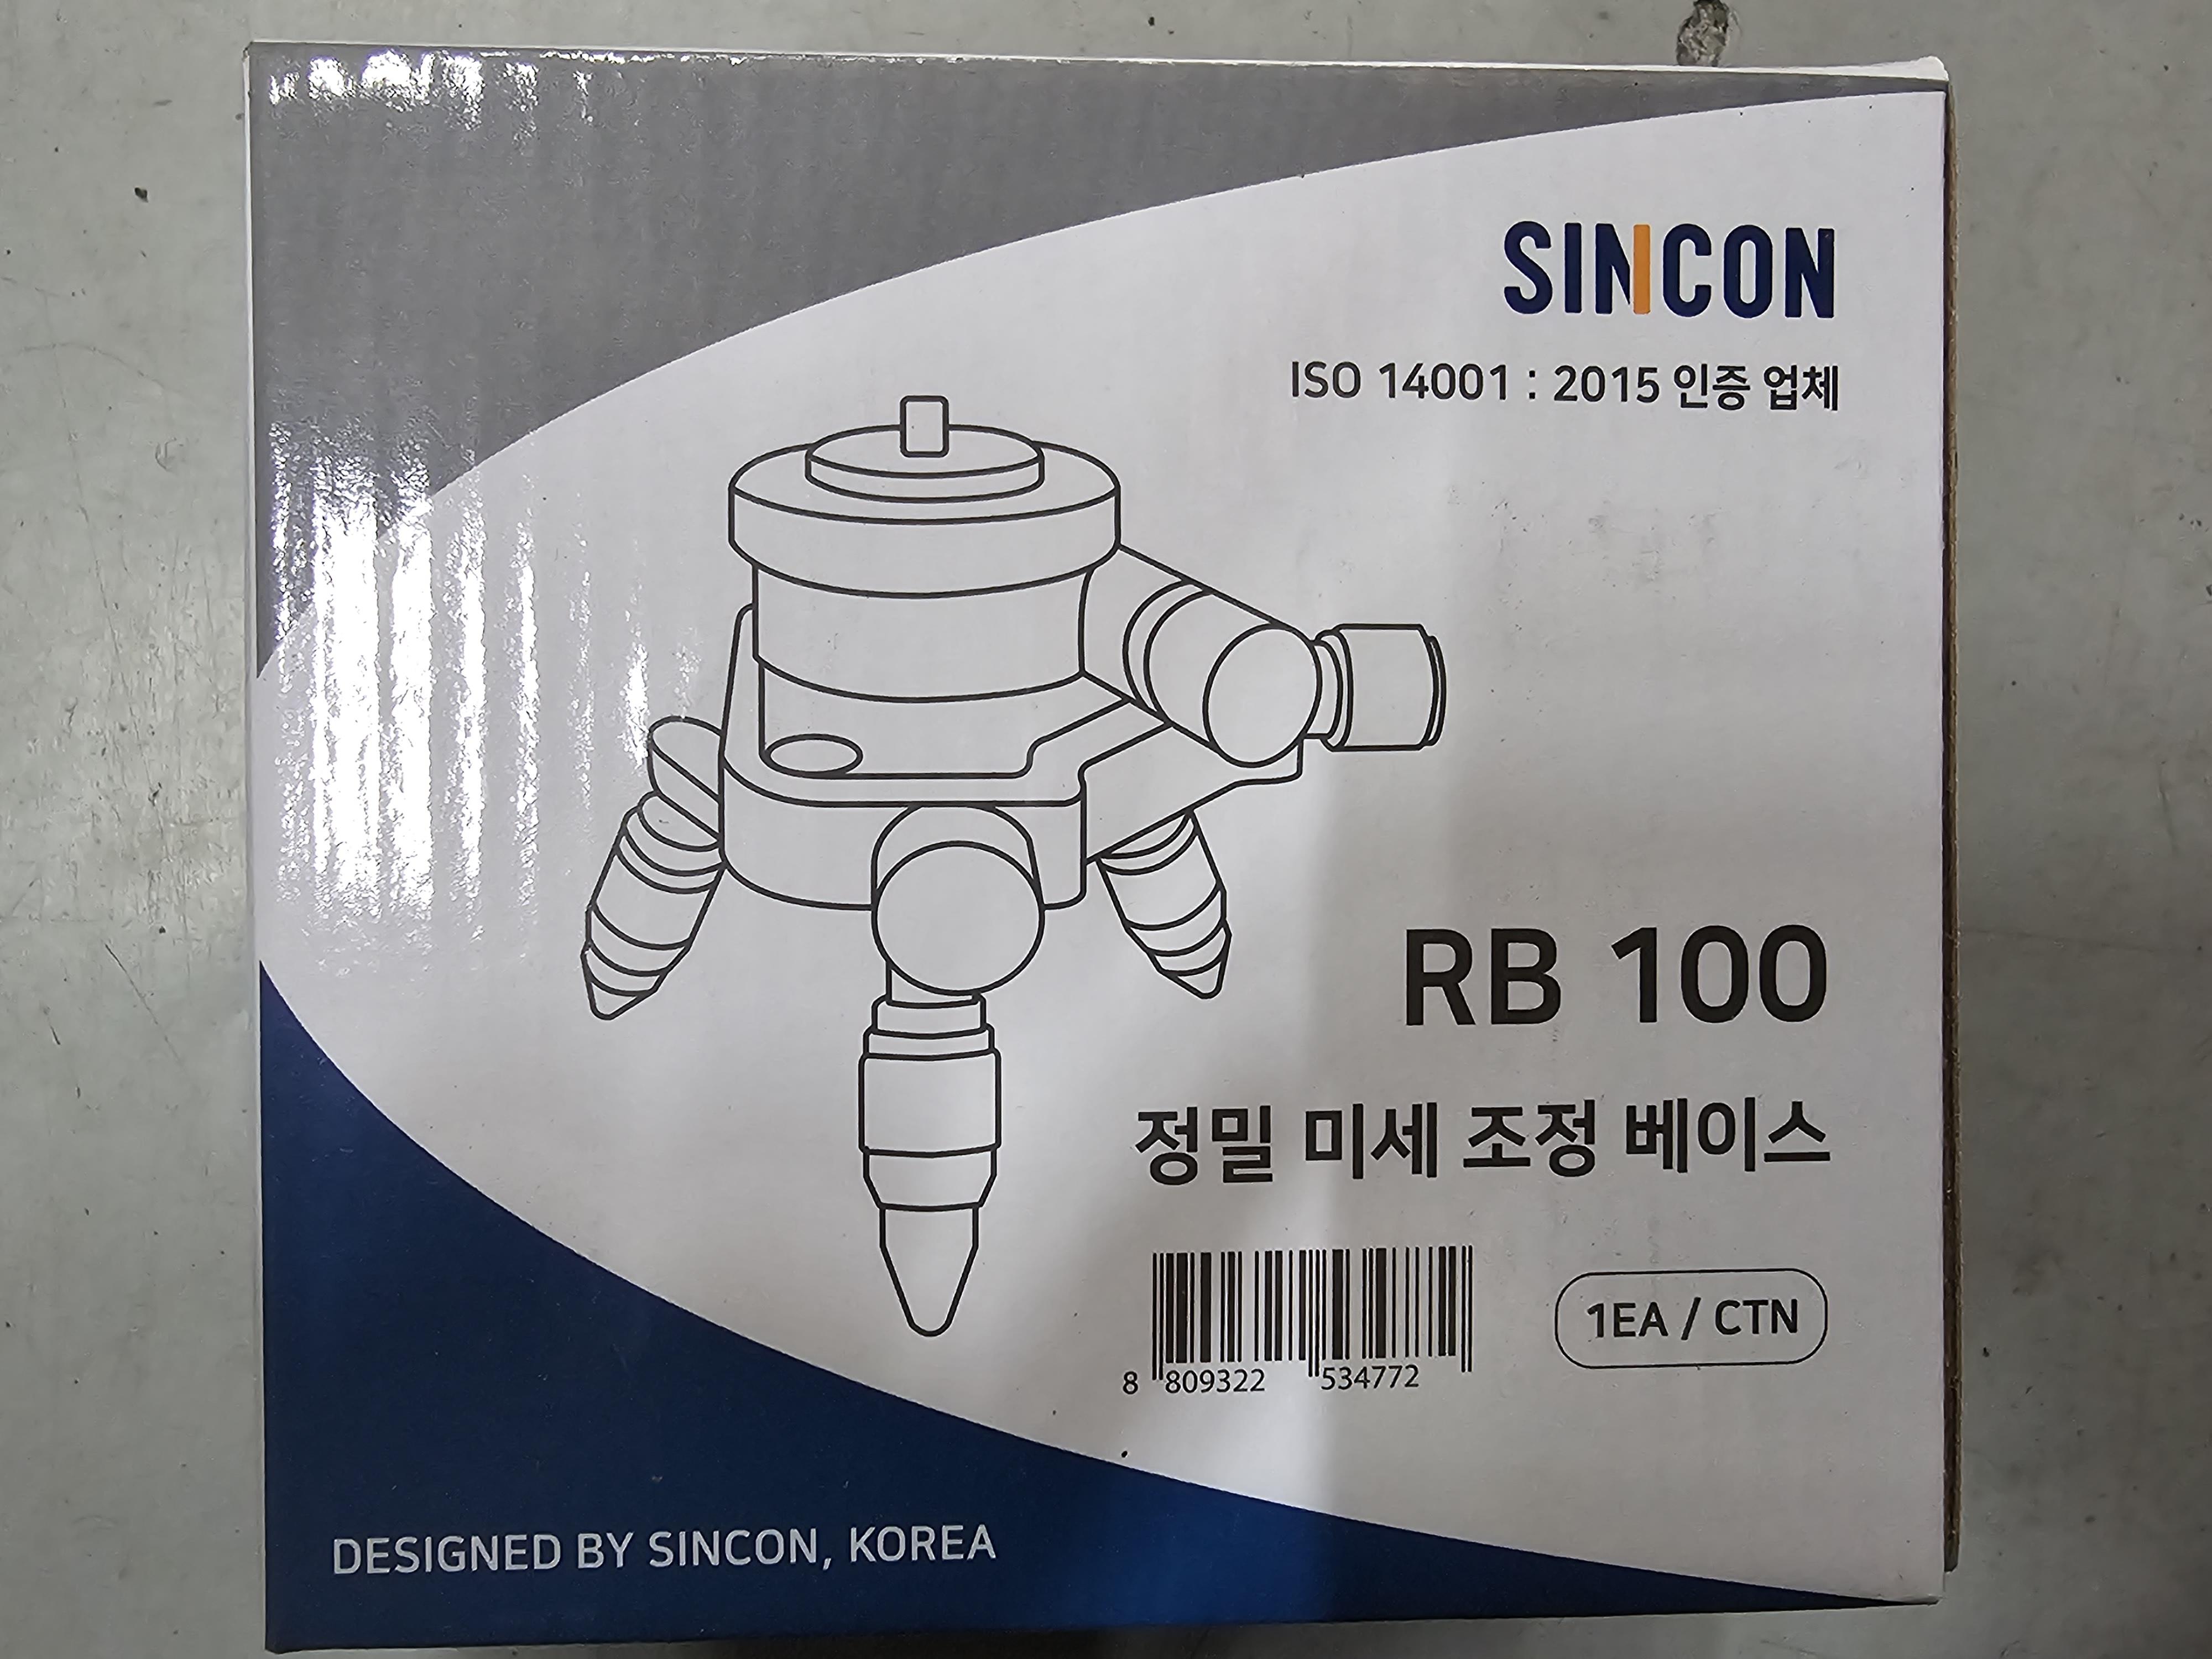 SINCON
ISO 14001 : 2015 인증 업체
RB 100
정밀 미세 조정 베이스
8 809322 534772
1EA / CTN
DESIGNED BY SINCON, KOREA